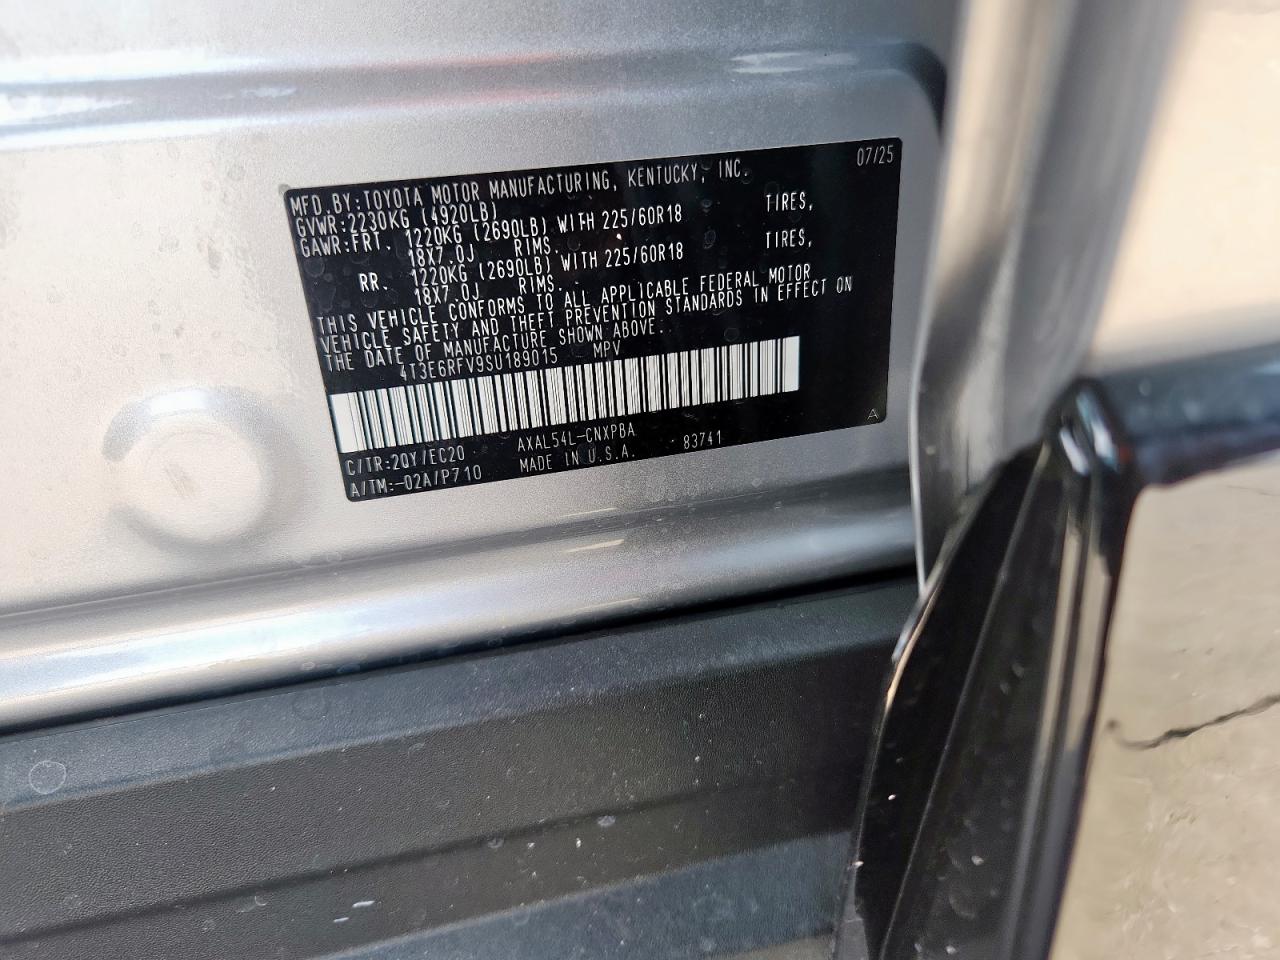 07/25
MFD.BY:TOYOTA MOTOR MANUFACTURING, KENTUCKY, INC.
GVWR:2230KG (4920LB)
GAWR:FRT. 1220KG (2690LB) WITH 225/60R18 TIRES,
18X7.0J RIMS.
RR. 1220KG (2690LB) WITH 225/60R18 TIRES,
18X7.0J RIMS.
THIS VEHICLE CONFORMS TO ALL APPLICABLE FEDERAL MOTOR
VEHICLE SAFETY AND THEFT PREVENTION STANDARDS IN EFFECT ON
THE DATE OF MANUFACTURE SHOWN ABOVE.
4T3E6RFV9SU189015 MPV
A
C/TR:2QY/EC20 AXAL54L-CNXPBA
A/TM:-02A/P710 MADE IN U.S.A. 83741